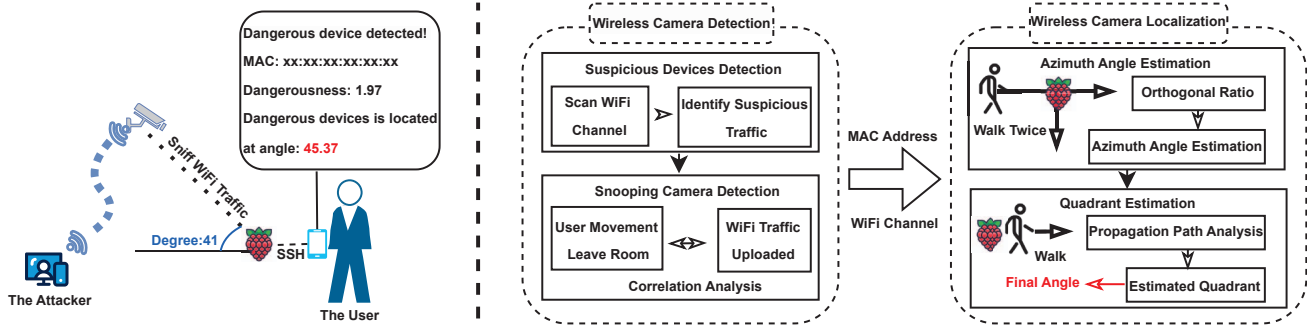 Dangerous device detected!
MAC: xx:xx:xx:xx:xx:xx
Dangerousness: 1.97
Dangerous devices is located
at angle: 45.37
Sniff WiFi Traffic
Degree:41
SSH
The Attacker
The User
Wireless Camera Detection
Suspicious Devices Detection
Scan WiFi
Channel
Identify Suspicious
Traffic
Snooping Camera Detection
User Movement
Leave Room
WiFi Traffic
Uploaded
Correlation Analysis
MAC Address
WiFi Channel
Wireless Camera Localization
Azimuth Angle Estimation
Walk Twice
Orthogonal Ratio
Azimuth Angle Estimation
Quadrant Estimation
Walk
Propagation Path Analysis
Final Angle
Estimated Quadrant